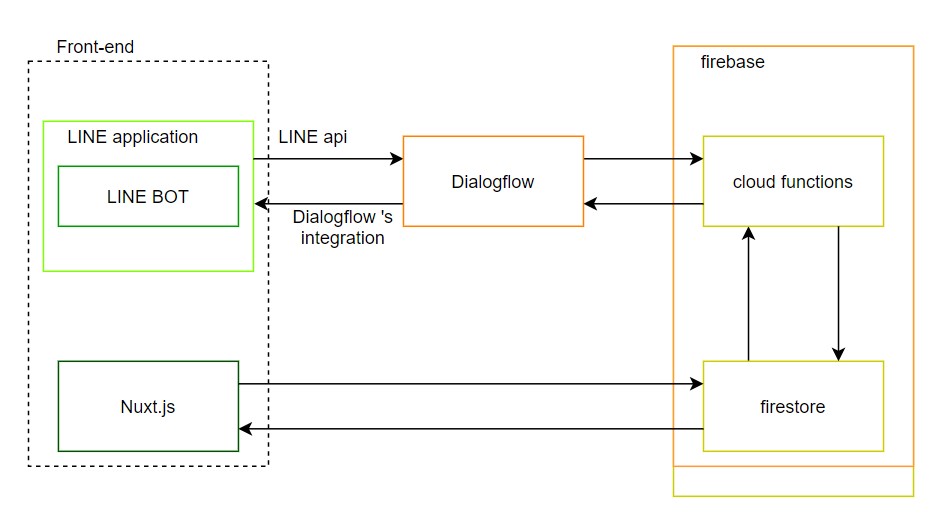 Front-end
firebase
LINE application
LINE api
LINE BOT
Dialogflow
cloud functions
Dialogflow 's
integration
Nuxt.js
firestore